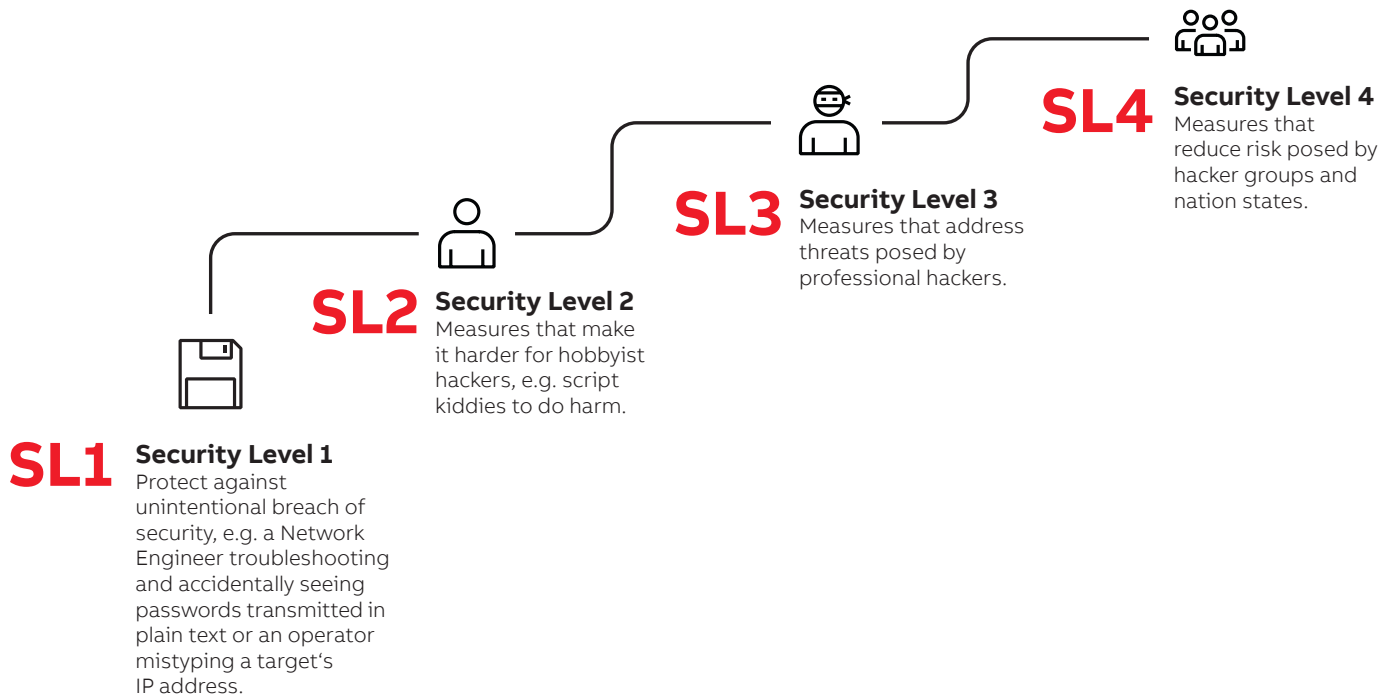 SL4
Security Level 4
Measures that
reduce risk posed by
hacker groups and
nation states.
SL3
Security Level 3
Measures that address
threats posed by
professional hackers.
SL2
Security Level 2
Measures that make
it harder for hobbyist
hackers, e.g. script
kiddies to do harm.
SL1
Security Level 1
Protect against
unintentional breach of
security, e.g. a Network
Engineer troubleshooting
and accidentally seeing
passwords transmitted in
plain text or an operator
mistyping a target‘s
IP address.